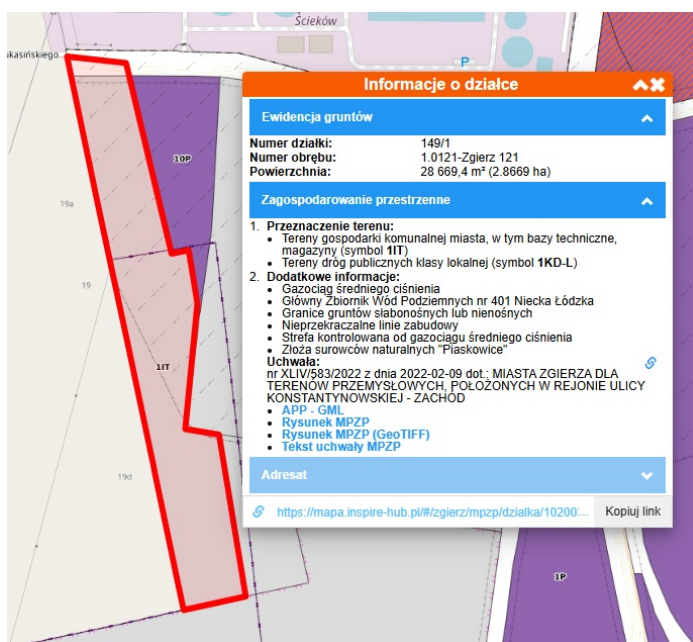 Ścieków
ukasińskiego
P
Informacje o działce
Ewidencja gruntów
Numer działki: 149/1
Numer obrębu: 1.0121-Zgierz 121
Powierzchnia: 28 669,4 m² (2.8669 ha)
Zagospodarowanie przestrzenne
1. Przeznaczenie terenu:
• Tereny gospodarki komunalnej miasta, w tym bazy techniczne,
magazyny (symbol 1IT)
• Tereny dróg publicznych klasy lokalnej (symbol 1KD-L)
2. Dodatkowe informacje:
• Gazociąg średniego ciśnienia
• Główny Zbiornik Wód Podziemnych nr 401 Niecka Łódzka
• Granice gruntów słabonośnych lub nienośnych
• Nieprzekraczalne linie zabudowy
• Strefa kontrolowana od gazociągu średniego ciśnienia
• Złoża surowców naturalnych "Piaskowice"
Uchwała:
nr XLIV/583/2022 z dnia 2022-02-09 dot.: MIASTA ZGIERZA DLA
TERENÓW PRZEMYSŁOWYCH, POŁOŻONYCH W REJONIE ULICY
KONSTANTYNOWSKIEJ - ZACHÓD
• APP - GML
• Rysunek MPZP
• Rysunek MPZP (GeoTIFF)
• Tekst uchwały MPZP
Adresat
https://mapa.inspire-hub.pl/#/zgierz/mpzp/dzialka/10200:...
Kopiuj link
10P
19a
19
1IT
19d
1P